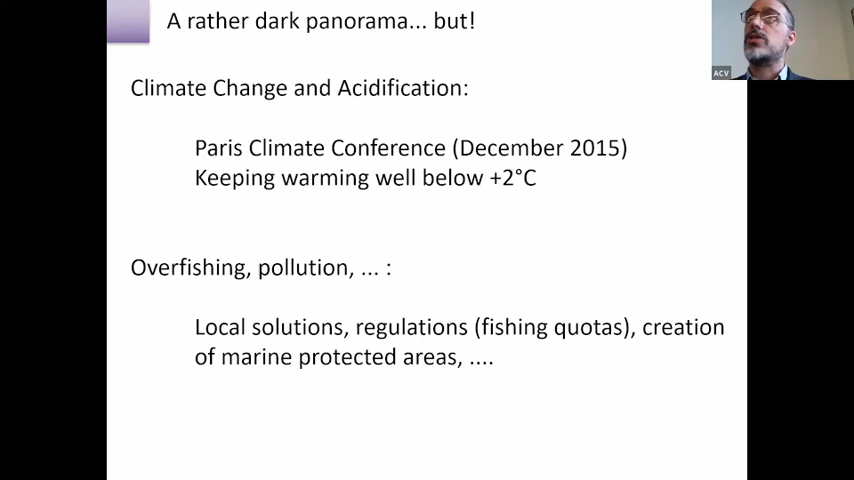 A rather dark panorama... but!
ACV
Climate Change and Acidification:
Paris Climate Conference (December 2015)
Keeping warming well below +2°C
Overfishing, pollution, ... :
Local solutions, regulations (fishing quotas), creation
of marine protected areas, ....